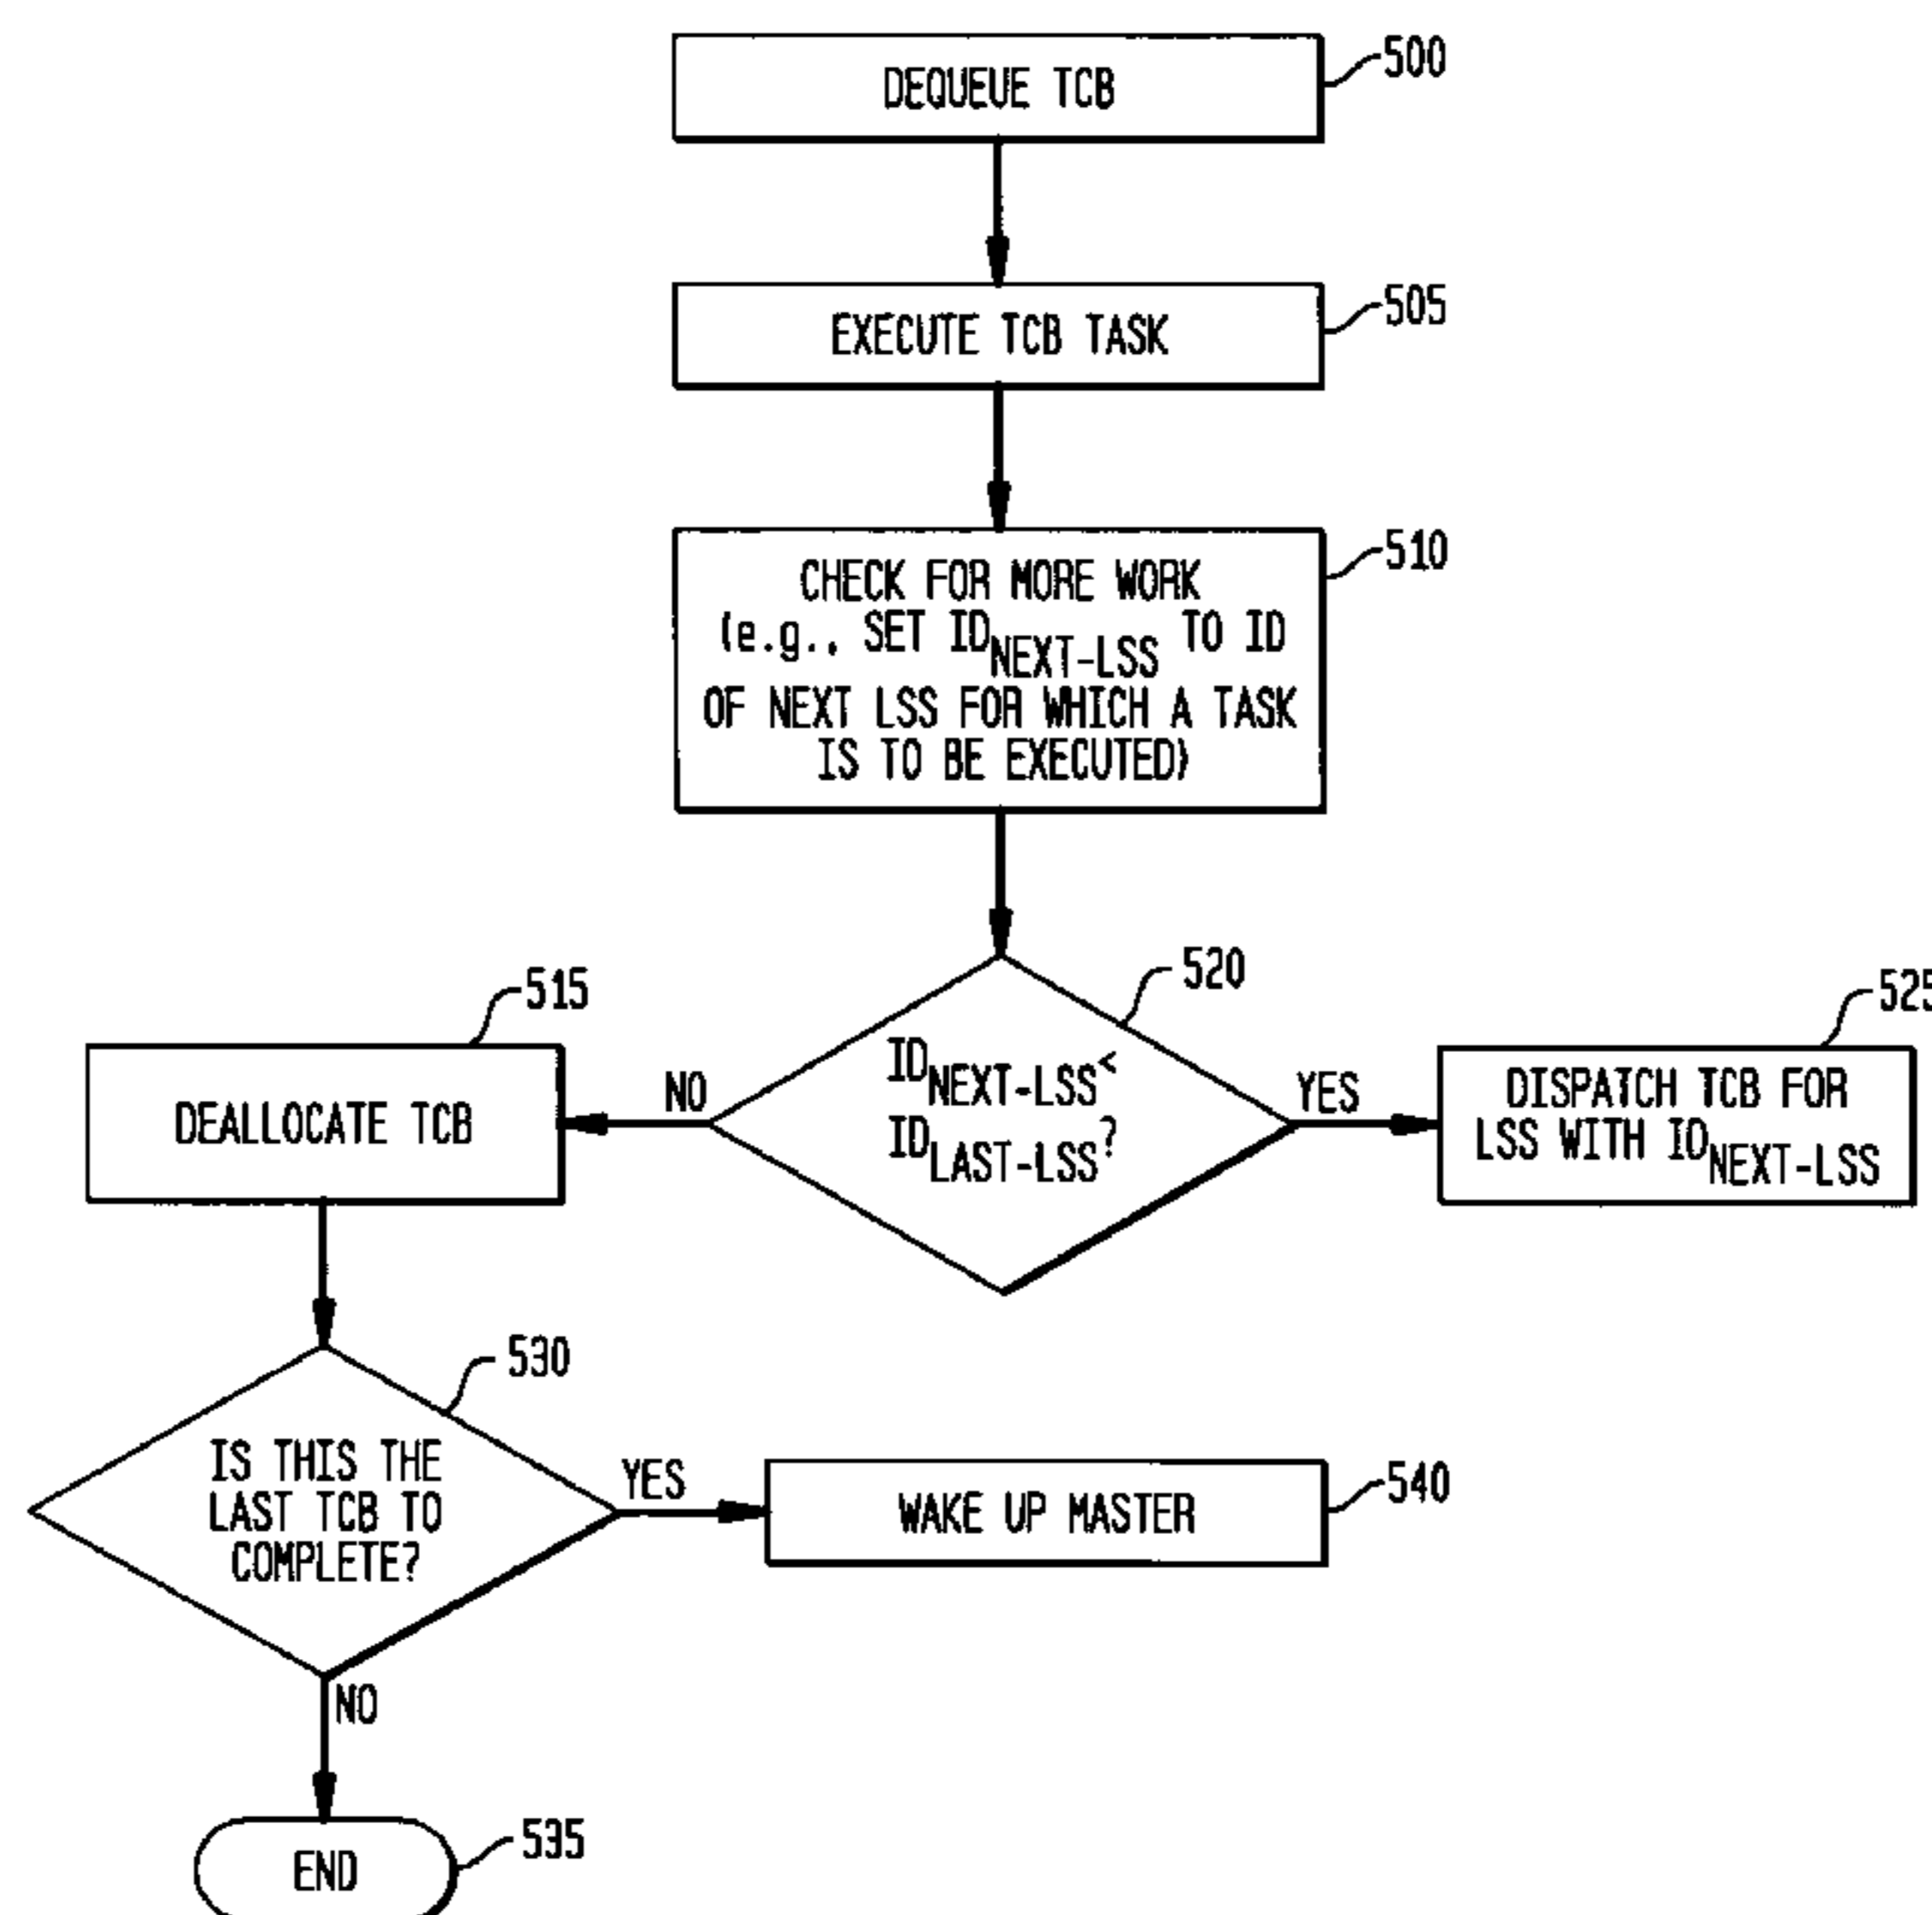 DEQUEUE TCB
500
EXECUTE TCB TASK
505
CHECK FOR MORE WORK
(e.g., SET ID NEXT-LSS TO ID
OF NEXT LSS FOR WHICH A TASK
IS TO BE EXECUTED)
510
515
520
525
DEALLOCATE TCB
NO
ID NEXT-LSS <
ID LAST-LSS ?
YES
DISPATCH TCB FOR
LSS WITH ID NEXT-LSS
530
IS THIS THE
LAST TCB TO
COMPLETE?
YES
WAKE UP MASTER
540
NO
END
535